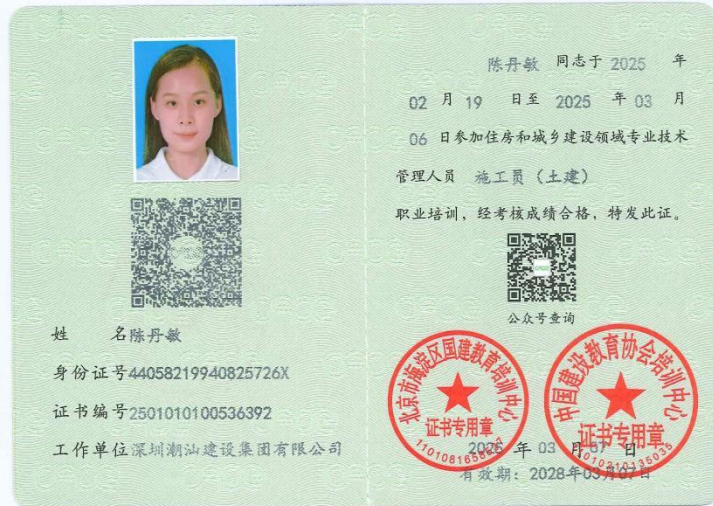 姓 名陈丹敏
身份证号44058219940825726X
证书编号2501010100536392
工作单位深圳潮汕建设集团有限公司
陈丹敏 同志于 2025 年
02 月 19 日至 2025 年 03 月
06 日参加住房和城乡建设领域专业技术
管理人员 施工员（土建）
职业培训，经考核成绩合格，特发此证。
公众号查询
北京市海淀区国建教育培训中心
证书专用章
中国建设教育协会培训中心
证书专用章
2025 年 03 月 07 日
有效期：2028年03月07日